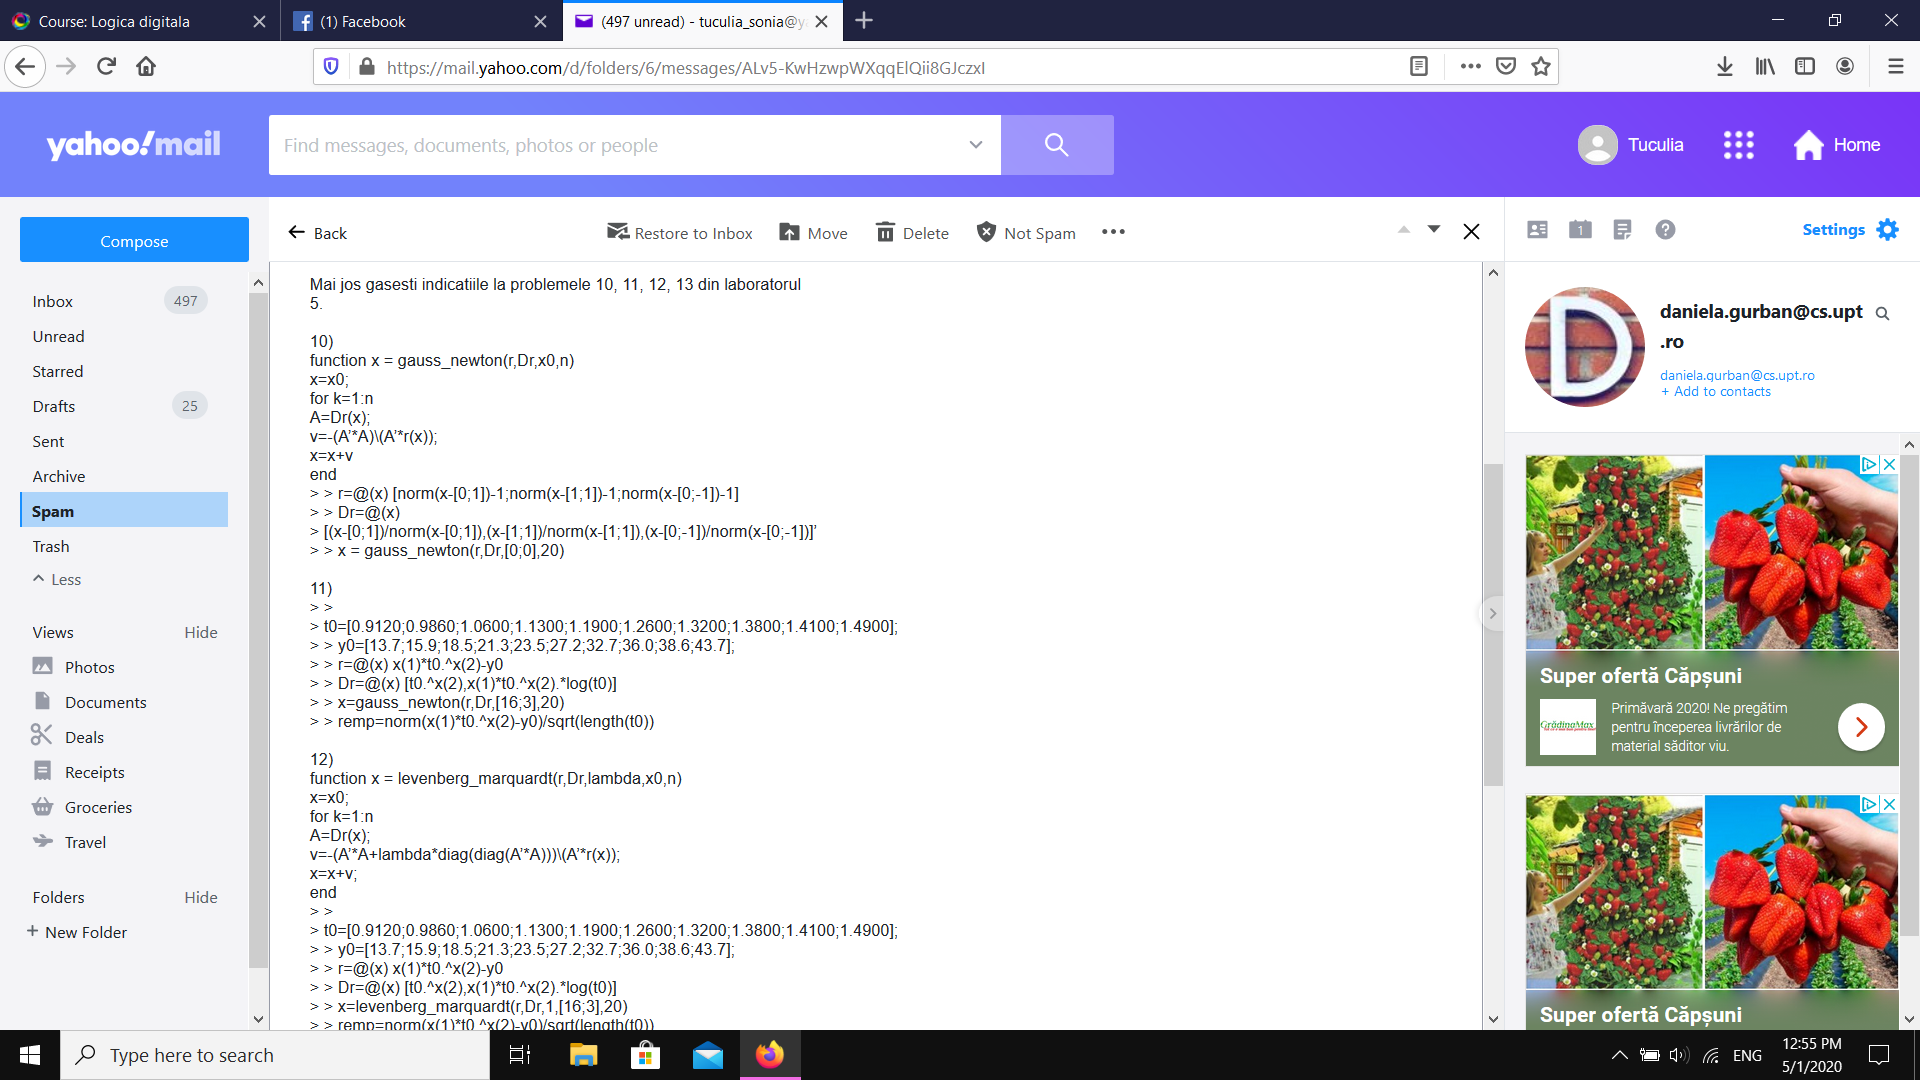 Course: Logica digitala
(1) Facebook
(497 unread) - tuculia_sonia@y
https://mail.yahoo.com/d/folders/6/messages/ALv5-KwHzwpWXqqElQii8GJczxI
yahoo!mail
Find messages, documents, photos or people
Tuculia
Home
Compose
Back
Restore to Inbox
Move
Delete
Not Spam
1
Settings
Inbox 497
Unread
Starred
Drafts 25
Sent
Archive
Spam
Trash
Less
Views Hide
Photos
Documents
Deals
Receipts
Groceries
Travel
Folders Hide
+ New Folder
Mai jos gasesti indicatiile la problemele 10, 11, 12, 13 din laboratorul
5.
10)
function x = gauss_newton(r,Dr,x0,n)
x=x0;
for k=1:n
A=Dr(x);
v=-(A’*A)\(A’*r(x));
x=x+v
end
> > r=@(x) [norm(x-[0;1])-1;norm(x-[1;1])-1;norm(x-[0;-1])-1]
> > Dr=@(x)
> [(x-[0;1])/norm(x-[0;1]),(x-[1;1])/norm(x-[1;1]),(x-[0;-1])/norm(x-[0;-1])]’
> > x = gauss_newton(r,Dr,[0;0],20)
11)
> >
> t0=[0.9120;0.9860;1.0600;1.1300;1.1900;1.2600;1.3200;1.3800;1.4100;1.4900];
> > y0=[13.7;15.9;18.5;21.3;23.5;27.2;32.7;36.0;38.6;43.7];
> > r=@(x) x(1)*t0.^x(2)-y0
> > Dr=@(x) [t0.^x(2),x(1)*t0.^x(2).*log(t0)]
> > x=gauss_newton(r,Dr,[16;3],20)
> > remp=norm(x(1)*t0.^x(2)-y0)/sqrt(length(t0))
12)
function x = levenberg_marquardt(r,Dr,lambda,x0,n)
x=x0;
for k=1:n
A=Dr(x);
v=-(A’*A+lambda*diag(diag(A’*A)))\(A’*r(x));
x=x+v;
end
> >
> t0=[0.9120;0.9860;1.0600;1.1300;1.1900;1.2600;1.3200;1.3800;1.4100;1.4900];
> > y0=[13.7;15.9;18.5;21.3;23.5;27.2;32.7;36.0;38.6;43.7];
> > r=@(x) x(1)*t0.^x(2)-y0
> > Dr=@(x) [t0.^x(2),x(1)*t0.^x(2).*log(t0)]
> > x=levenberg_marquardt(r,Dr,1,[16;3],20)
> > remp=norm(x(1)*t0.^x(2)-y0)/sqrt(length(t0))
D
daniela.gurban@cs.upt
.ro
daniela.gurban@cs.upt.ro
+ Add to contacts
Super ofertă Căpșuni
GrădinaMax
Primăvară 2020! Ne pregătim
pentru începerea livrărilor de
material săditor viu.
Super ofertă Căpșuni
Type here to search
ENG
12:55 PM
5/1/2020